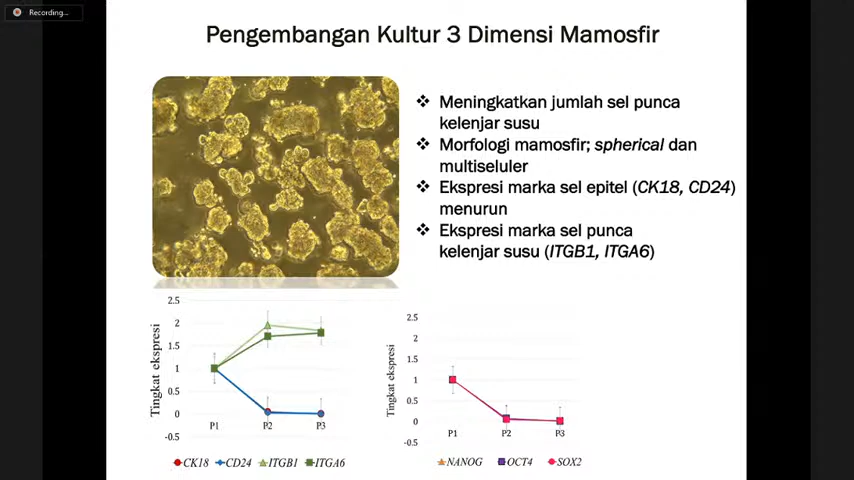 Recording...
Pengembangan Kultur 3 Dimensi Mamosfir
❖ Meningkatkan jumlah sel punca
kelenjar susu
❖ Morfologi mamosfir; spherical dan
multiseluler
❖ Ekspresi marka sel epitel (CK18, CD24)
menurun
❖ Ekspresi marka sel punca
kelenjar susu (ITGB1, ITGA6)
Tingkat ekspresi
2.5
2
1.5
1
0.5
0
-0.5
P1 P2 P3
CK18 CD24 ITGB1 ITGA6
Tingkat ekspresi
2.5
2
1.5
1
0.5
0
-0.5
P1 P2 P3
NANOG OCT4 SOX2